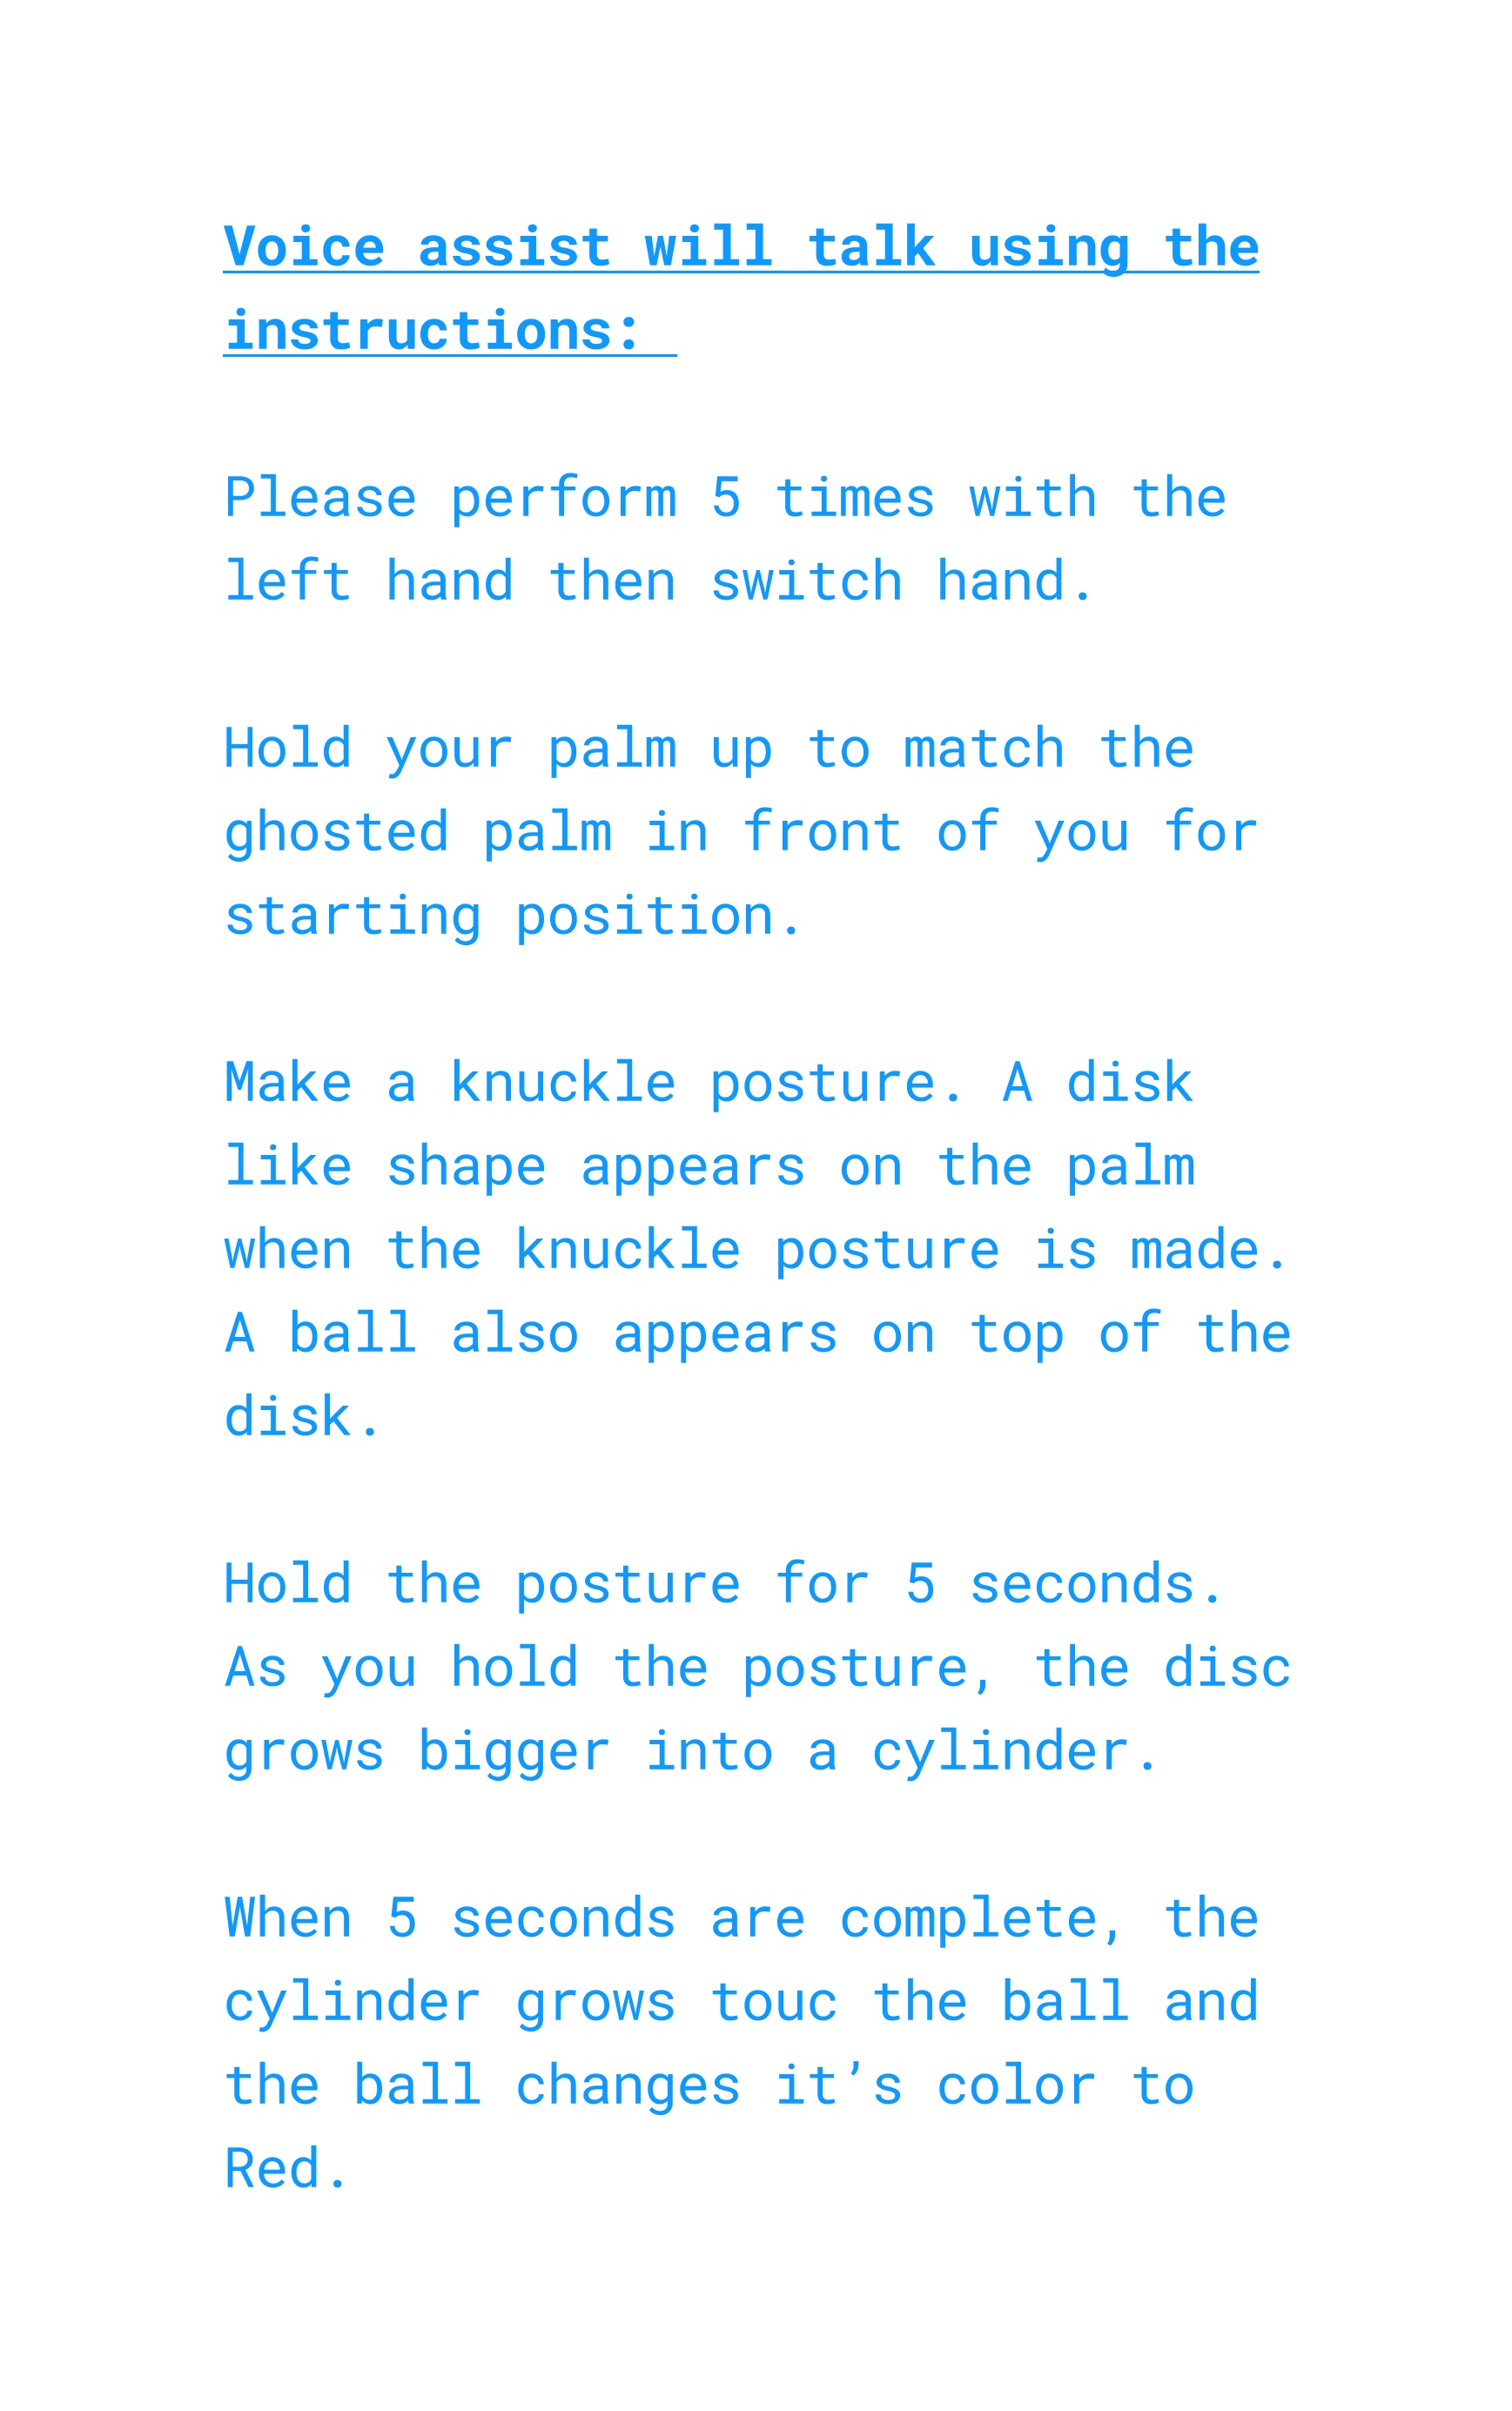 Voice assist will talk using the
instructions:
Please perform 5 times with the
left hand then switch hand.
Hold your palm up to match the
ghosted palm in front of you for
starting position.
Make a knuckle posture. A disk
like shape appears on the palm
when the knuckle posture is made.
A ball also appears on top of the
disk.
Hold the posture for 5 seconds.
As you hold the posture, the disc
grows bigger into a cylinder.
When 5 seconds are complete, the
cylinder grows touc the ball and
the ball changes it’s color to
Red.